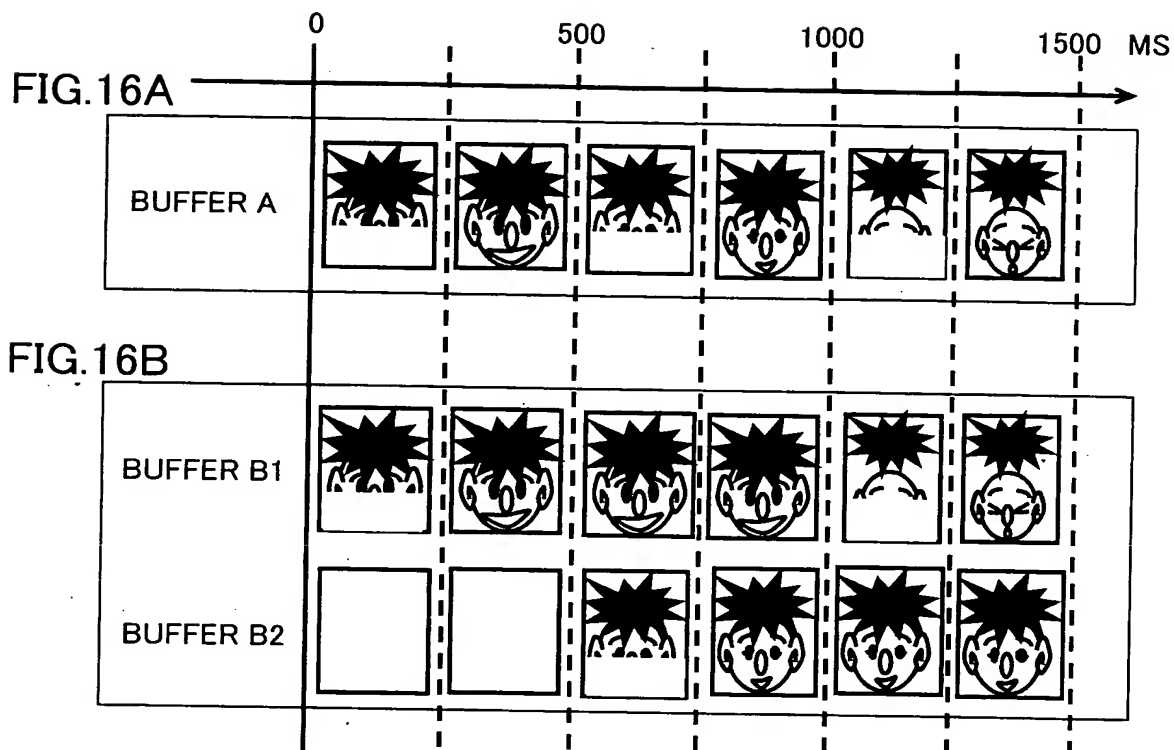 0 500 1000 1500 MS
FIG.16A
BUFFER A
FIG.16B
BUFFER B1
BUFFER B2